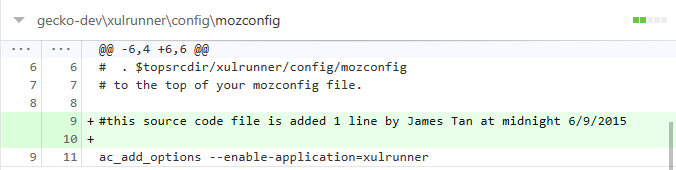 gecko-dev\xulrunner\config\mozconfig
... ... @@ -6,4 +6,6 @@
6 6 #  . $topsrcdir/xulrunner/config/mozconfig
7 7 # to the top of your mozconfig file.
8 8
9 + #this source code file is added 1 line by James Tan at midnight 6/9/2015
10 +
9 11 ac_add_options --enable-application=xulrunner